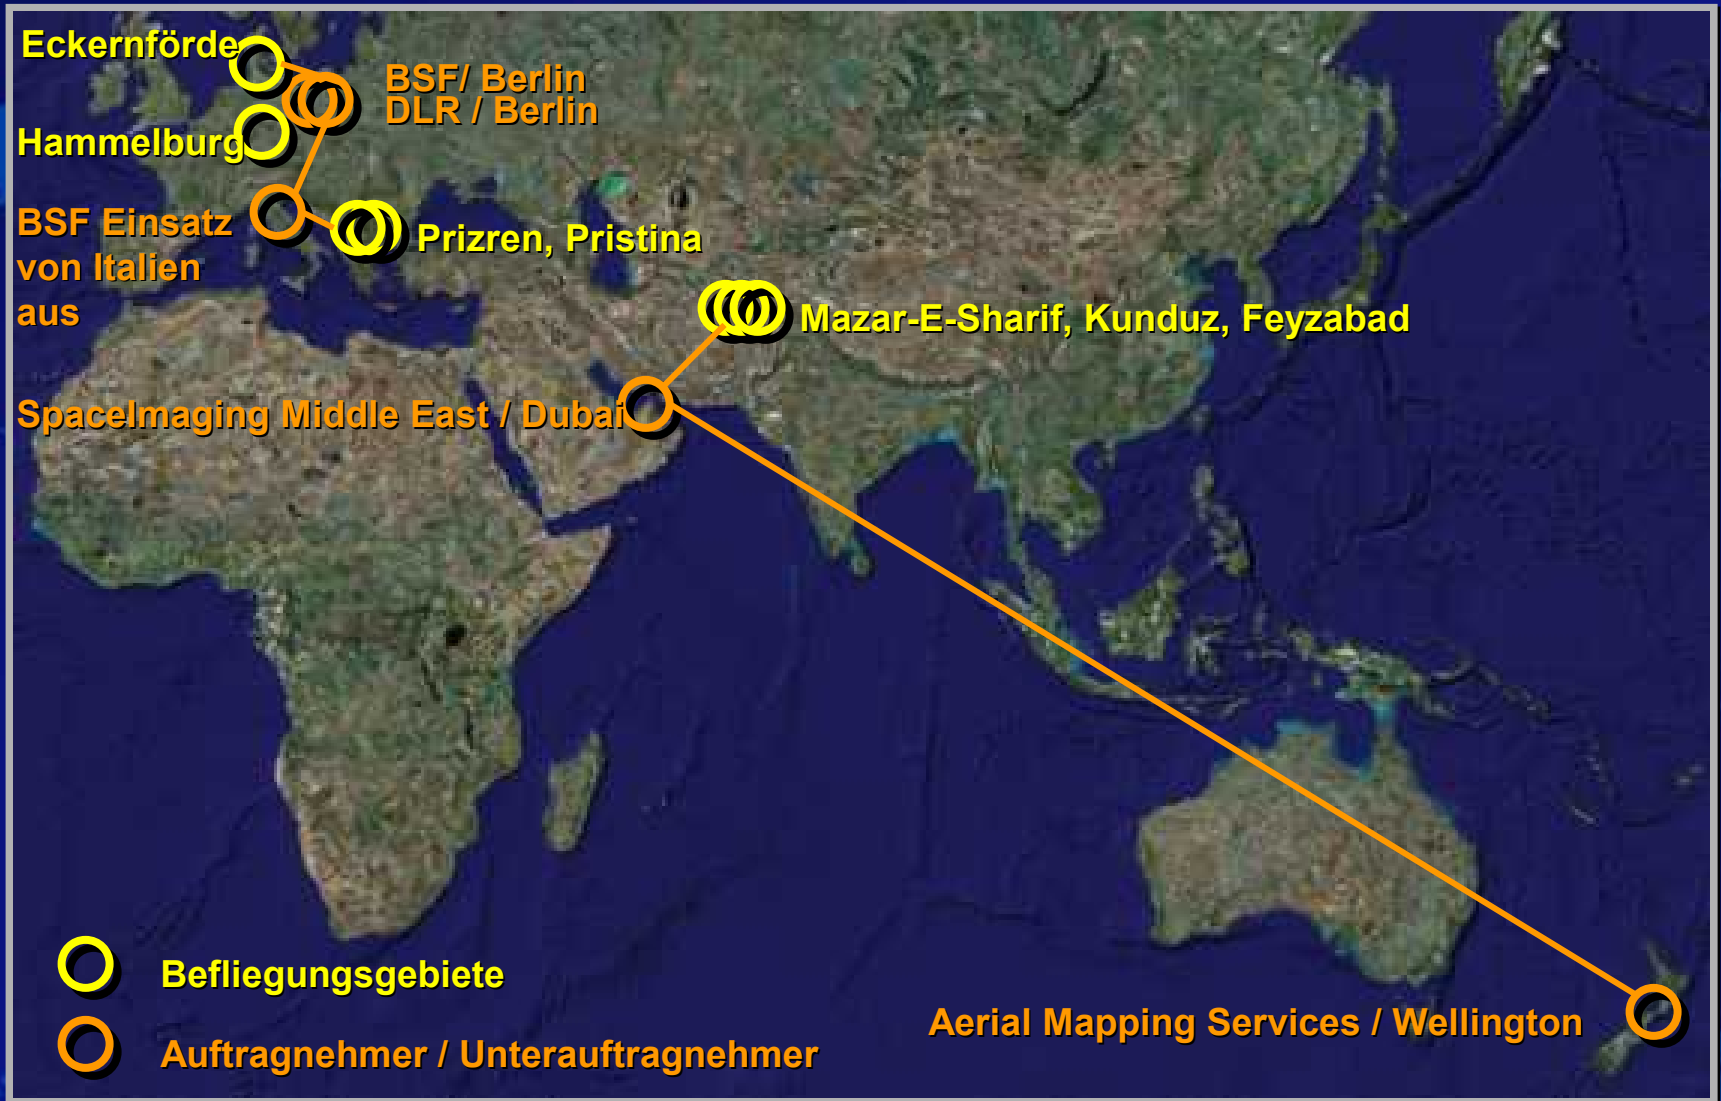 Eckernförde
BSF/ Berlin
DLR / Berlin
Hammelburg
BSF Einsatz
von Italien
aus
Prizren, Pristina
Mazar-E-Sharif, Kunduz, Feyzabad
SpaceImaging Middle East / Dubai
Befliegungsgebiete
Aerial Mapping Services / Wellington
Auftragnehmer / Unterauftragnehmer